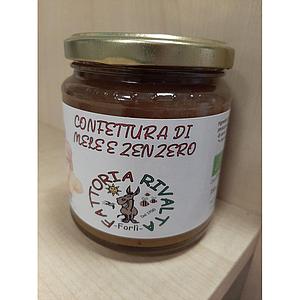 CONFETTURA DI
MELE E ZENZERO
FATTORIA RIVALTA
-Forlì-